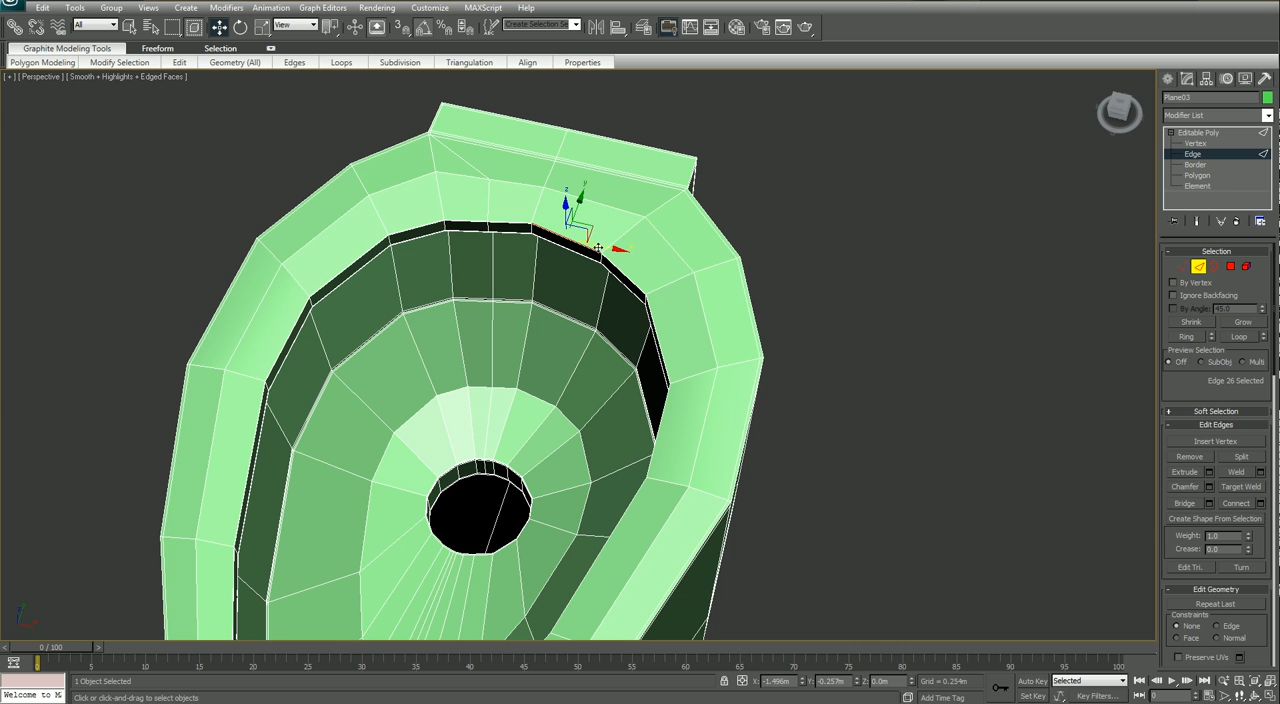 Edit Tools Group Views Create Modifiers Animation Graph Editors Rendering Customize MAXScript Help
All View Create Selection Se
Graphite Modeling Tools Freeform Selection
Polygon Modeling Modify Selection Edit Geometry (All) Edges Loops Subdivision Triangulation Align Properties
[ + ] [ Perspective ] [ Smooth + Highlights + Edged Faces ]
Plane03
Modifier List
Editable Poly
Vertex
Edge
Border
Polygon
Element
Selection
By Vertex
Ignore Backfacing
By Angle: 45.0
Shrink Grow
Ring Loop
Preview Selection
Off SubObj Multi
Edge 26 Selected
Soft Selection
Edit Edges
Insert Vertex
Remove Split
Extrude Weld
Chamfer Target Weld
Bridge Connect
Create Shape From Selection
Weight: 1.0
Crease: 0.0
Edit Tri. Turn
Edit Geometry
Repeat Last
Constraints
None Edge
Face Normal
Preserve UVs
z y
< 0 / 100 >
0 5 10 15 20 25 30 35 40 45 50 55 60 65 70 75 80 85 90 95 100
1 Object Selected X: -1.496m Y: -0.257m Z: 0.0m Grid = 0.254m Auto Key Selected
Welcome to M Click or click-and-drag to select objects Add Time Tag Set Key Key Filters... 0